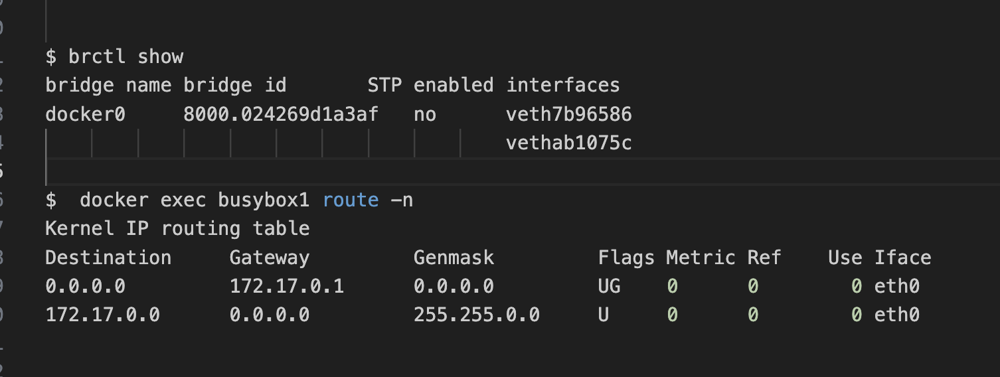 $ brctl show
bridge name bridge id       STP enabled interfaces
docker0     8000.024269d1a3af   no      veth7b96586
                                        vethab1075c
$  docker exec busybox1 route -n
Kernel IP routing table
Destination     Gateway         Genmask         Flags Metric Ref    Use Iface
0.0.0.0         172.17.0.1      0.0.0.0         UG    0      0        0 eth0
172.17.0.0      0.0.0.0         255.255.0.0     U     0      0        0 eth0